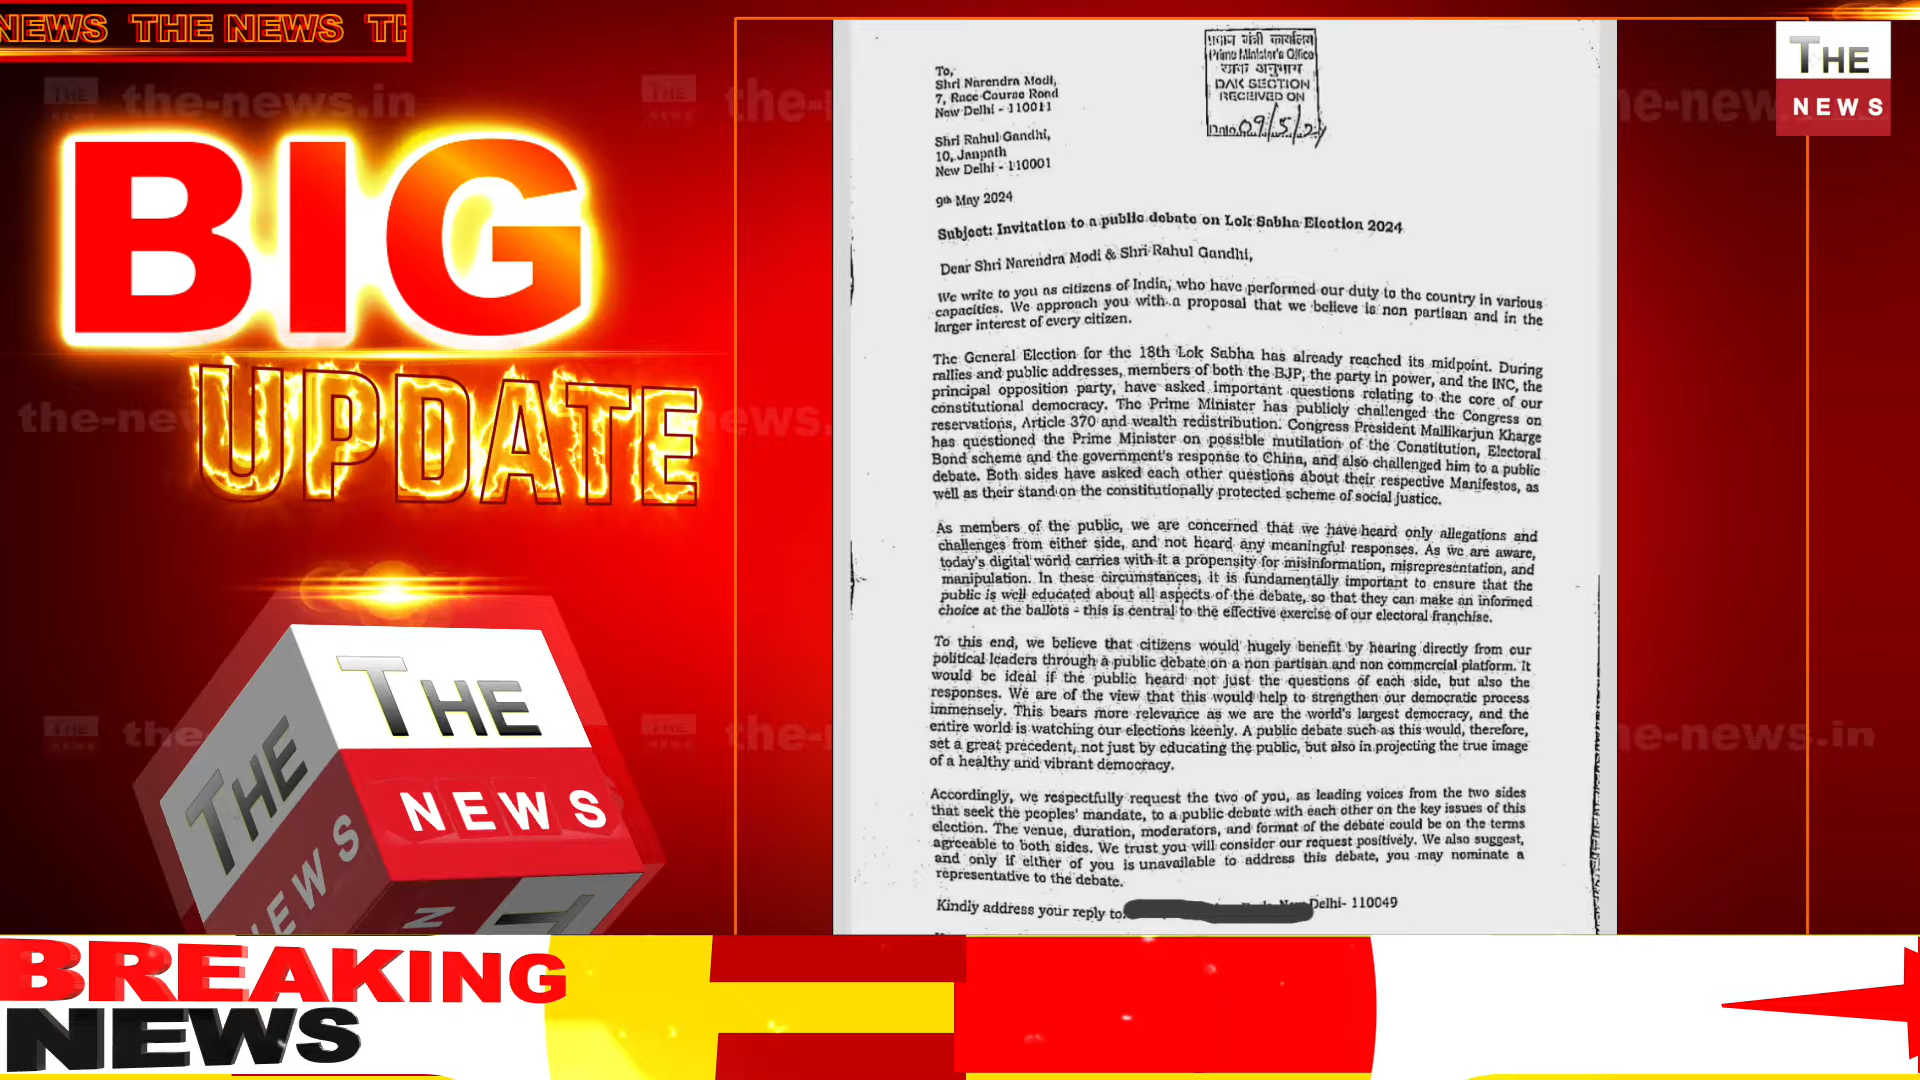 NEWS THE NEWS TH
THE
NEWS
BIG
UPDATE
THE
NEWS
THE
NEWS
the-news.in
प्रधान मंत्री कार्यालय
Prime Minister's Office
डाक अनुभाग
DAK SECTION
RECEIVED ON
Date 09/5/24
To,
Shri Narendra Modi,
7, Race Course Road
New Delhi - 110011
Shri Rahul Gandhi,
10, Janpath
New Delhi - 110001
9th May 2024
Subject: Invitation to a public debate on Lok Sabha Election 2024
Dear Shri Narendra Modi & Shri Rahul Gandhi,
We write to you as citizens of India, who have performed our duty to the country in various
capacities. We approach you with a proposal that we believe is non partisan and in the
larger interest of every citizen.
The General Election for the 18th Lok Sabha has already reached its midpoint. During
rallies and public addresses, members of both the BJP, the party in power, and the INC, the
principal opposition party, have asked important questions relating to the core of our
constitutional democracy. The Prime Minister has publicly challenged the Congress on
reservations, Article 370 and wealth redistribution. Congress President Mallikarjun Kharge
has questioned the Prime Minister on possible mutilation of the Constitution, Electoral
Bond scheme and the government's response to China, and also challenged him to a public
debate. Both sides have asked each other questions about their respective Manifestos, as
well as their stand on the constitutionally protected scheme of social justice.
As members of the public, we are concerned that we have heard only allegations and
challenges from either side, and not heard any meaningful responses. As we are aware,
today's digital world carries with it a propensity for misinformation, misrepresentation, and
manipulation. In these circumstances, it is fundamentally important to ensure that the
public is well educated about all aspects of the debate, so that they can make an informed
choice at the ballots - this is central to the effective exercise of our electoral franchise.
To this end, we believe that citizens would hugely benefit by hearing directly from our
political leaders through a public debate on a non partisan and non commercial platform. It
would be ideal if the public heard not just the questions of each side, but also the
responses. We are of the view that this would help to strengthen our democratic process
immensely. This bears more relevance as we are the world's largest democracy, and the
entire world is watching our elections keenly. A public debate such as this would, therefore,
set a great precedent, not just by educating the public, but also in projecting the true image
of a healthy and vibrant democracy.
Accordingly, we respectfully request the two of you, as leading voices from the two sides
that seek the peoples' mandate, to a public debate with each other on the key issues of this
election. The venue, duration, moderators, and format of the debate could be on the terms
agreeable to both sides. We trust you will consider our request positively. We also suggest,
and only if either of you is unavailable to address this debate, you may nominate a
representative to the debate.
Kindly address your reply to: Delhi- 110049
BREAKING
NEWS